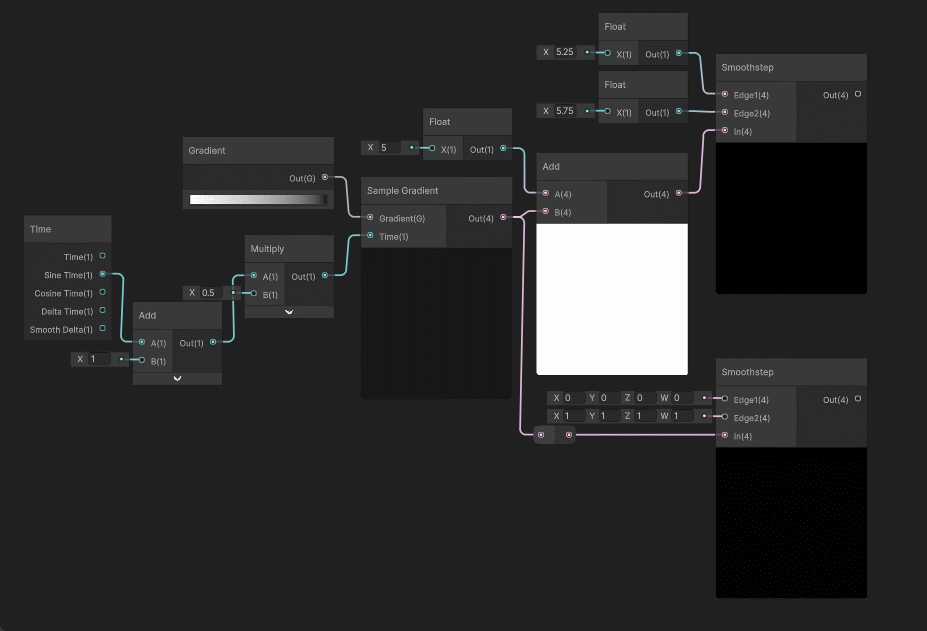 Float
X 5.25
X(1) Out(1)
Float
X 5.75
X(1) Out(1)
Smoothstep
Edge1(4) Out(4)
Edge2(4)
In(4)
Float
X 5
X(1) Out(1)
Gradient
Out(G)
Add
A(4) Out(4)
B(4)
Sample Gradient
Gradient(G) Out(4)
Time(1)
Time
Time(1)
Sine Time(1)
Cosine Time(1)
Delta Time(1)
Smooth Delta(1)
Multiply
A(1) Out(1)
X 0.5
B(1)
Add
A(1) Out(1)
X 1
B(1)
Smoothstep
X 0 Y 0 Z 0 W 0
Edge1(4) Out(4)
X 1 Y 1 Z 1 W 1
Edge2(4)
In(4)